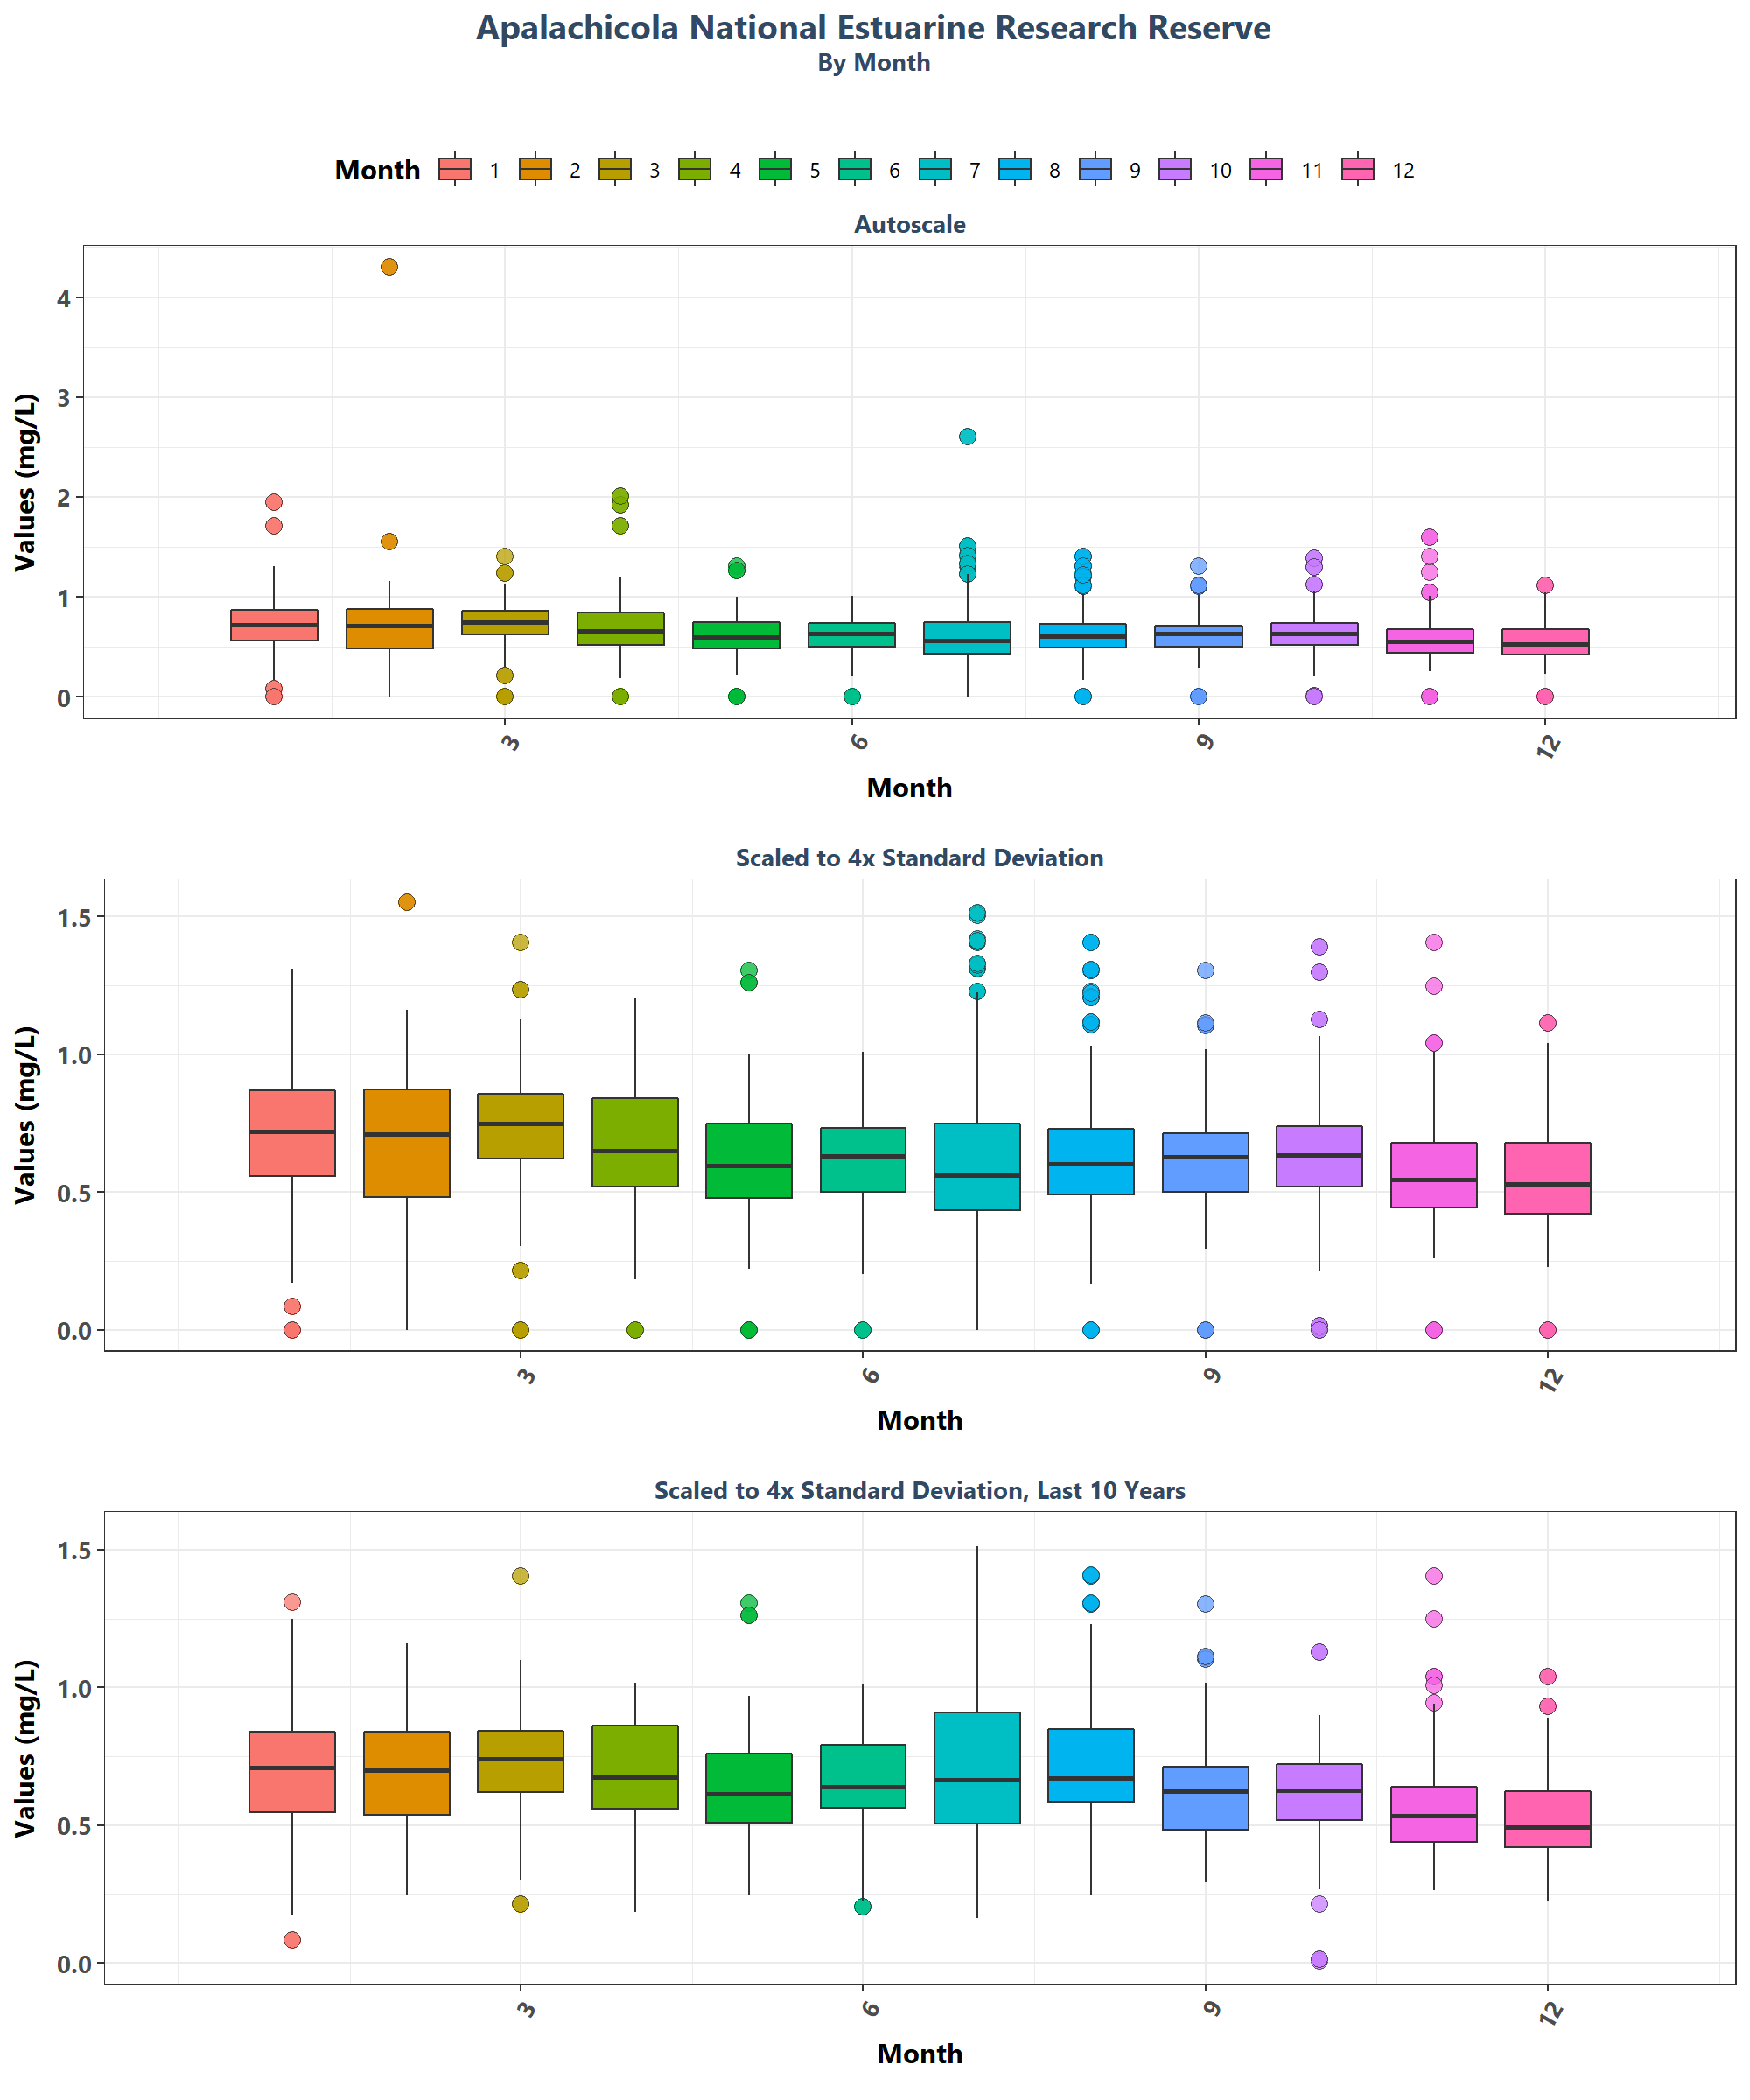 Apalachicola National Estuarine Research Reserve
By Month
Month 1 2 3 4 5 6 7 8 9 10 11 12
Autoscale
Values (mg/L)
4
3
2
1
0
3 6 9 12
Month
Scaled to 4x Standard Deviation
Values (mg/L)
1.5
1.0
0.5
0.0
3 6 9 12
Month
Scaled to 4x Standard Deviation, Last 10 Years
Values (mg/L)
1.5
1.0
0.5
0.0
3 6 9 12
Month